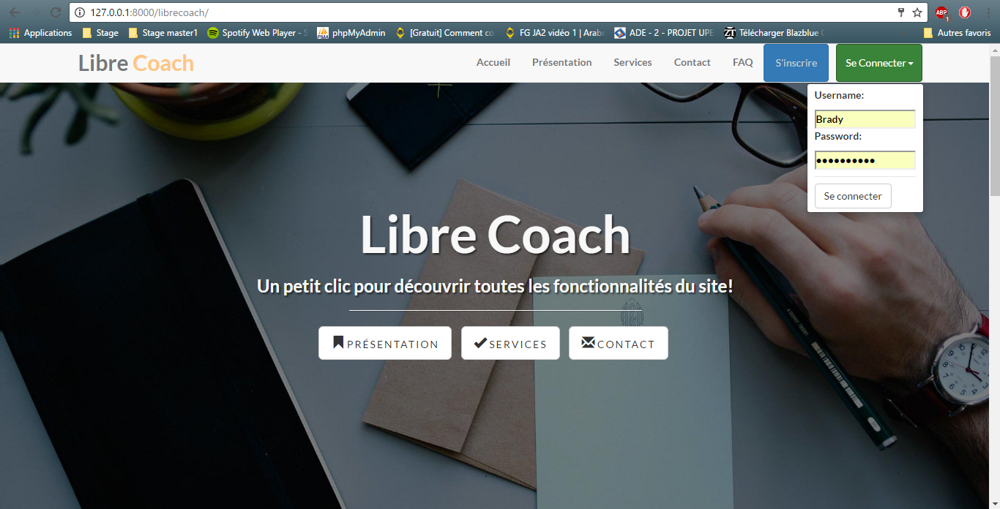 127.0.0.1:8000/librecoach/
ABP 1
Applications Stage Stage master1 Spotify Web Player - S phpMyAdmin [Gratuit] Comment co FG JA2 vidéo 1 | Arab ADE - 2 - PROJET UPE ZT Télécharger Blazblue C Autres favoris
Libre Coach Accueil Présentation Services Contact FAQ S'inscrire Se Connecter
Username:
Brady
Password:
••••••••••
Se connecter
Libre Coach
Un petit clic pour découvrir toutes les fonctionnalités du site!
PRÉSENTATION SERVICES CONTACT